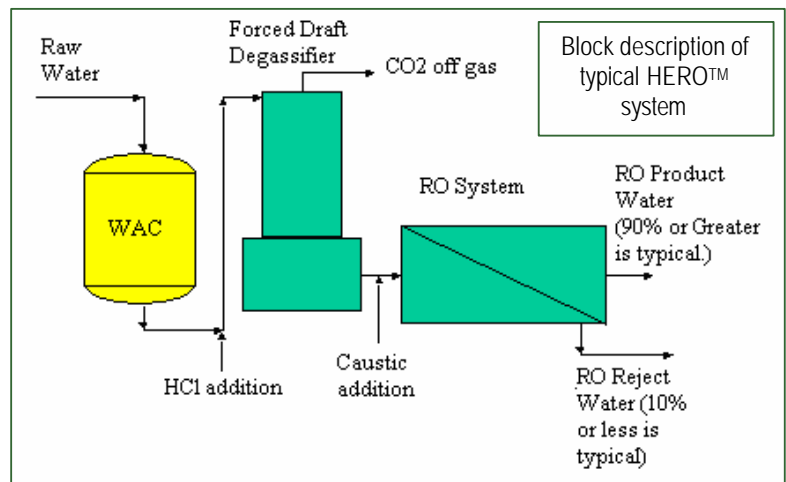 Block description of
typical HERO™
system
Raw
Water
Forced Draft
Degassifier
CO2 off gas
WAC
HCl addition
Caustic
addition
RO System
RO Product
Water
(90% or Greater
is typical.)
RO Reject
Water (10%
or less is
typical)